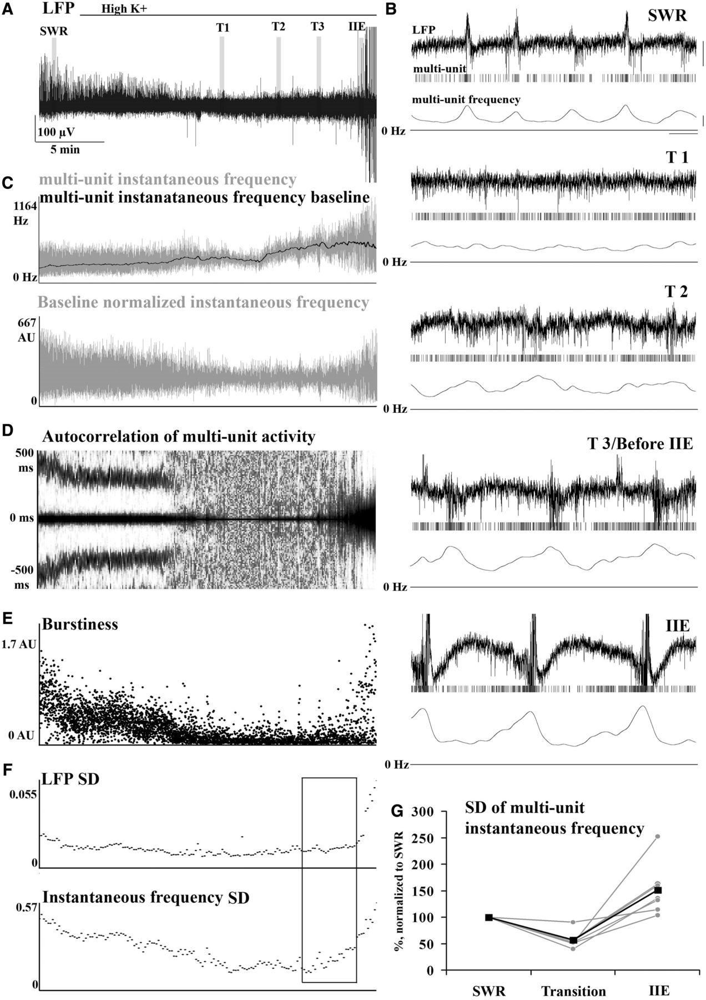 A
LFP
High K+
SWR
T1
T2
T3
IIE
100 µV
5 min
B
SWR
LFP
multi-unit
multi-unit frequency
0 Hz
T 1
0 Hz
T 2
0 Hz
T 3/Before IIE
0 Hz
IIE
0 Hz
C
multi-unit instantaneous frequency
multi-unit instanataneous frequency baseline
1164
Hz
0 Hz
Baseline normalized instantaneous frequency
667
AU
0
D
Autocorrelation of multi-unit activity
500
ms
0 ms
-500
ms
E
Burstiness
1.7 AU
0 AU
F
LFP SD
0.055
0
Instantaneous frequency SD
0.57
0
G
SD of multi-unit
instantaneous frequency
%, normalized to SWR
300
250
200
150
100
50
0
SWR
Transition
IIE